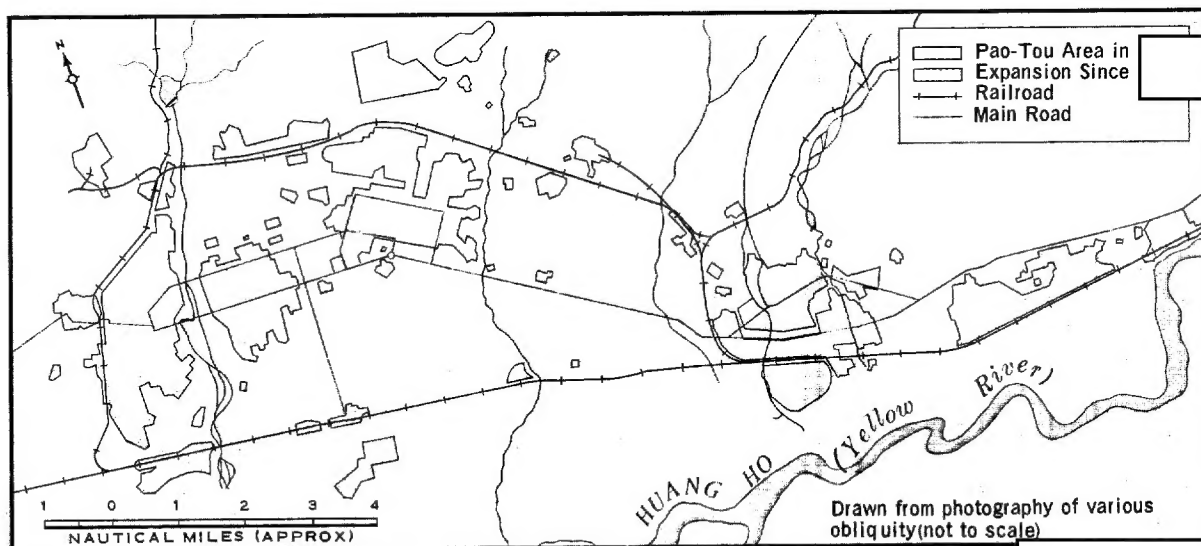 N
Pao-Tou Area in
Expansion Since
Railroad
Main Road
HUANG HO (Yellow River)
Drawn from photography of various
obliquity(not to scale)
1 0 1 2 3 4
NAUTICAL MILES (APPROX)